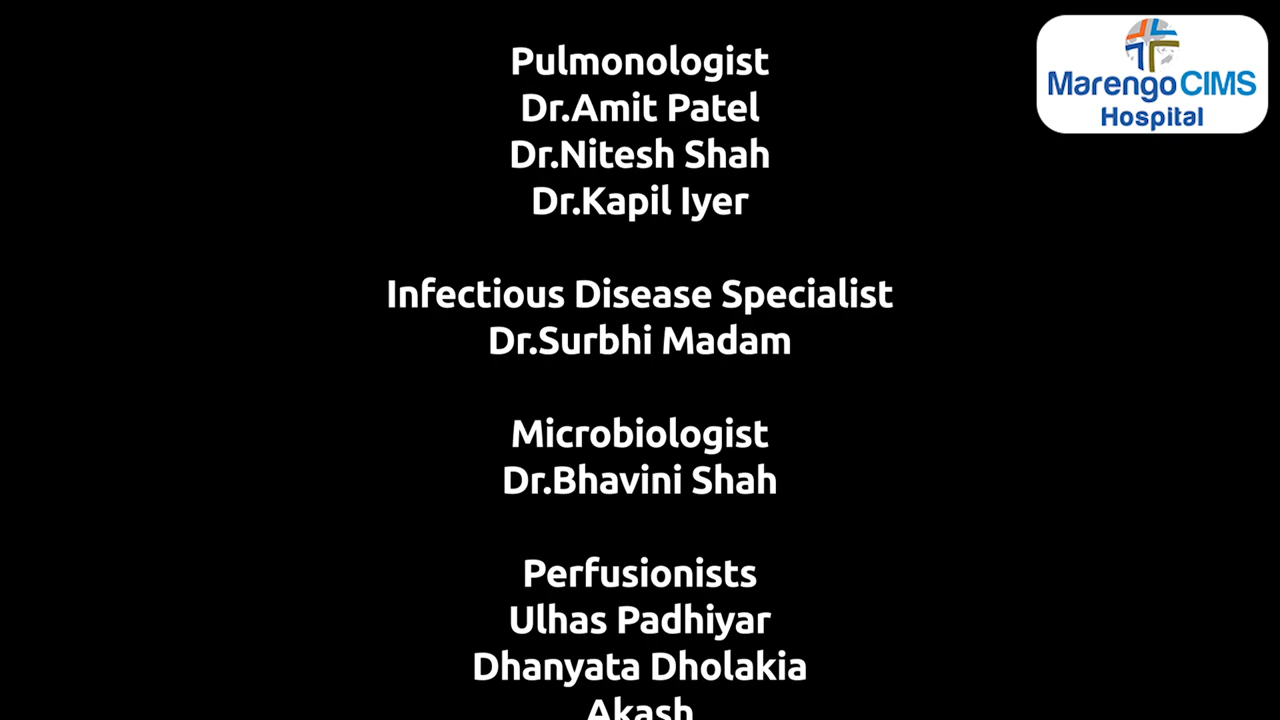 Pulmonologist
Dr.Amit Patel
Dr.Nitesh Shah
Dr.Kapil Iyer
Infectious Disease Specialist
Dr.Surbhi Madam
Microbiologist
Dr.Bhavini Shah
Perfusionists
Ulhas Padhiyar
Dhanyata Dholakia
Akash
Marengo CIMS
Hospital